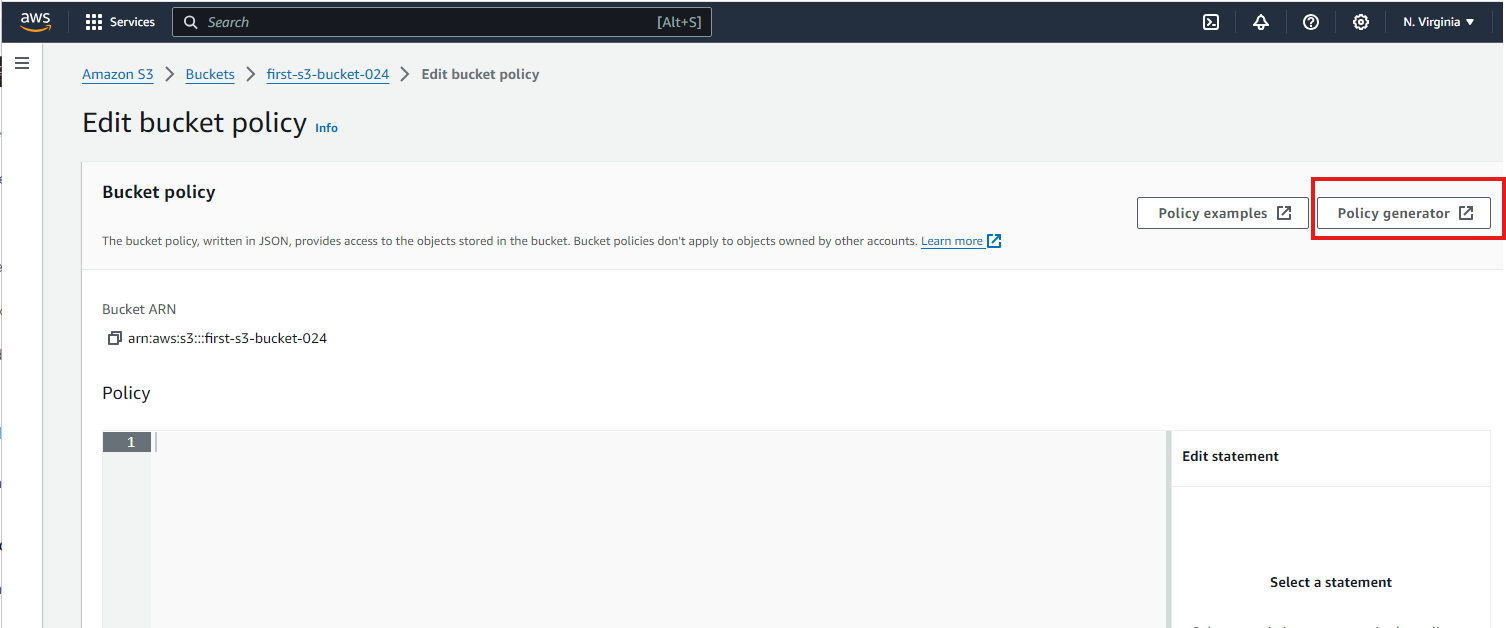 aws Services Search [Alt+S] N. Virginia
Amazon S3 > Buckets > first-s3-bucket-024 > Edit bucket policy
Edit bucket policy Info
Bucket policy
Policy examples
Policy generator
The bucket policy, written in JSON, provides access to the objects stored in the bucket. Bucket policies don't apply to objects owned by other accounts. Learn more
Bucket ARN
arn:aws:s3:::first-s3-bucket-024
Policy
1
Edit statement
Select a statement